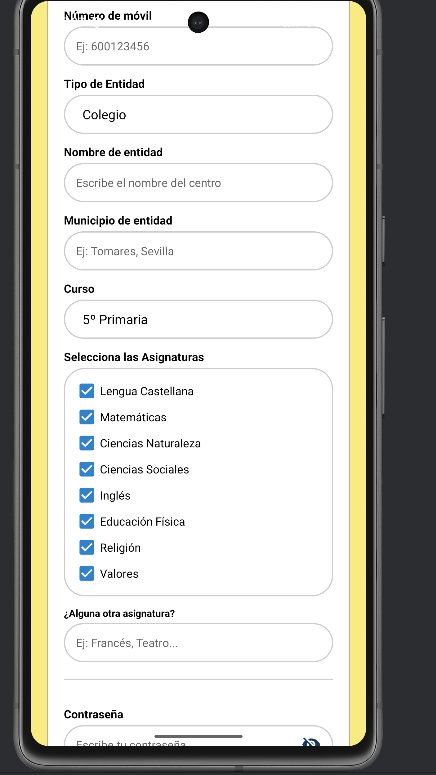 Número de móvil
Ej: 600123456
Tipo de Entidad
Colegio
Nombre de entidad
Escribe el nombre del centro
Municipio de entidad
Ej: Tomares, Sevilla
Curso
5º Primaria
Selecciona las Asignaturas
Lengua Castellana
Matemáticas
Ciencias Naturaleza
Ciencias Sociales
Inglés
Educación Física
Religión
Valores
¿Alguna otra asignatura?
Ej: Francés, Teatro...
Contraseña
Escribe tu contraseña